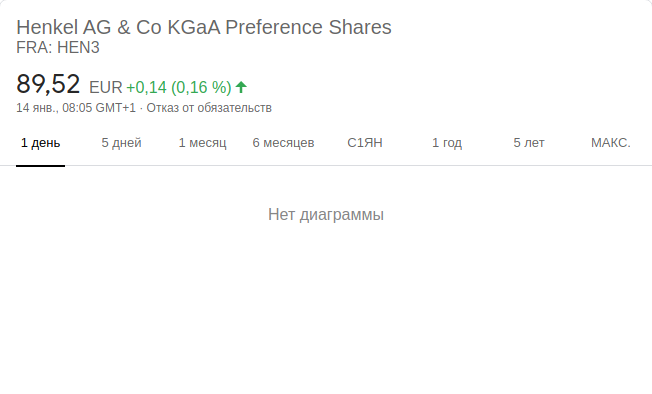 Henkel AG & Co KGaA Preference Shares
FRA: HEN3
89,52 EUR +0,14 (0,16 %)
14 янв., 08:05 GMT+1 · Отказ от обязательств
1 день 5 дней 1 месяц 6 месяцев С1ЯН 1 год 5 лет МАКС.
Нет диаграммы